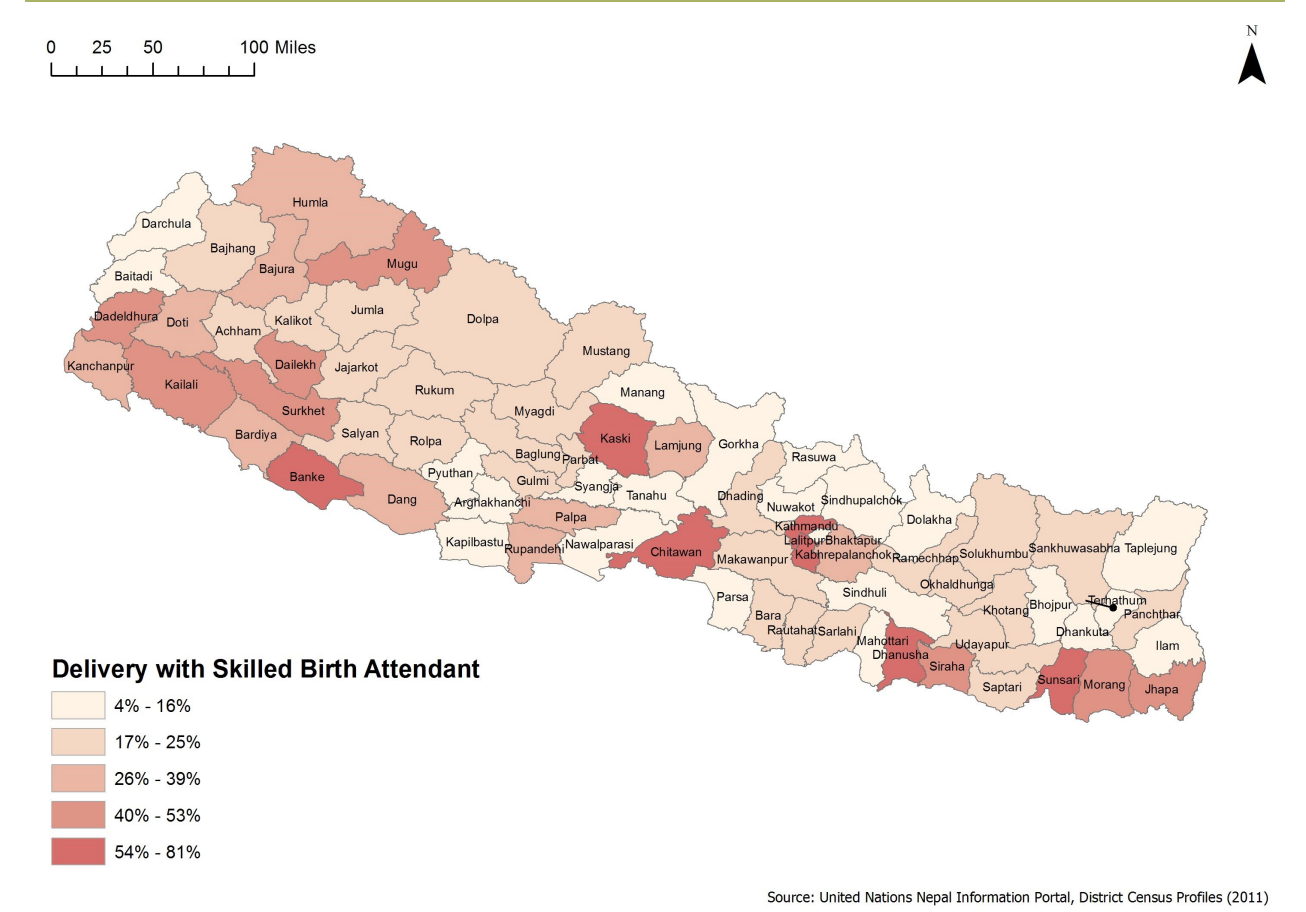 0 25 50 100 Miles
N
Humla
Darchula
Bajhang
Mugu
Bajura
Baitadi
Jumla
Dadeldhura
Dolpa
Kalikot
Doti
Achham
Mustang
Dailekh
Kanchanpur
Jajarkot
Kailali
Rukum
Manang
Surkhet
Myagdi
Bardiya
Salyan
Kaski
Rolpa
Lamjung
Gorkha
Baglung
Parbat
Rasuwa
Pyuthan
Banke
Gulmi
Syangja
Tanahu
Dhading
Dang
Arghakhanchi
Sindhupalchok
Nuwakot
Palpa
Dolakha
Kathmandu
Kapilbastu
Rupandehi
Nawalparasi
Lalitpur
Bhaktapur
Chitawan
Sankhuwasabha
Taplejung
Solukhumbu
Kabhrepalanchok
Makawanpur
Ramechhap
Okhaldhunga
Sindhuli
Parsa
Terhathum
Bhojpur
Khotang
Panchthar
Bara
Rautahat
Sarlahi
Dhankuta
Mahottari
Udayapur
Ilam
Dhanusha
Siraha
Sunsari
Morang
Saptari
Jhapa
Delivery with Skilled Birth Attendant
4% - 16%
17% - 25%
26% - 39%
40% - 53%
54% - 81%
Source: United Nations Nepal Information Portal, District Census Profiles (2011)